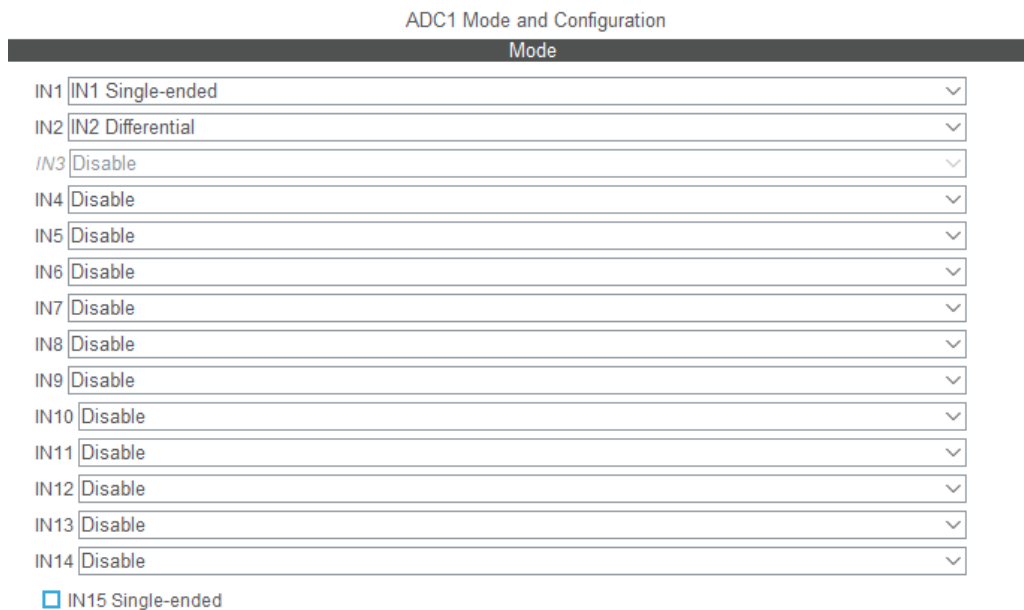 ADC1 Mode and Configuration
Mode
IN1 IN1 Single-ended
IN2 IN2 Differential
IN3 Disable
IN4 Disable
IN5 Disable
IN6 Disable
IN7 Disable
IN8 Disable
IN9 Disable
IN10 Disable
IN11 Disable
IN12 Disable
IN13 Disable
IN14 Disable
IN15 Single-ended